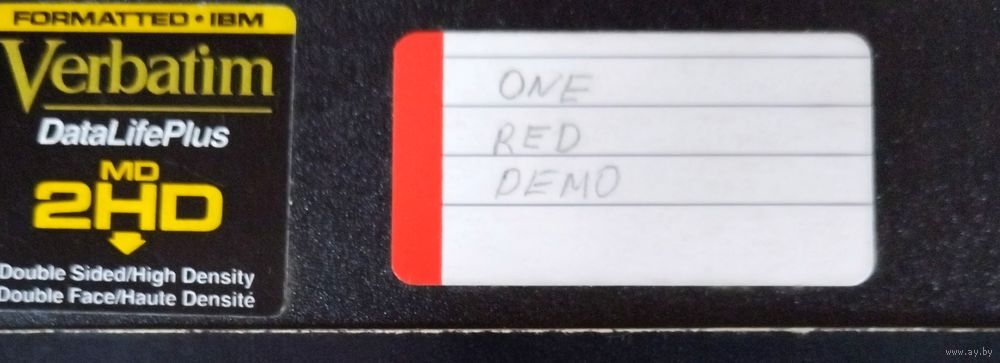 FORMATTED • IBM
Verbatim
DataLifePlus
MD
2HD
Double Sided/High Density
Double Face/Haute Densité
ONE
RED
DEMO
www.ay.by